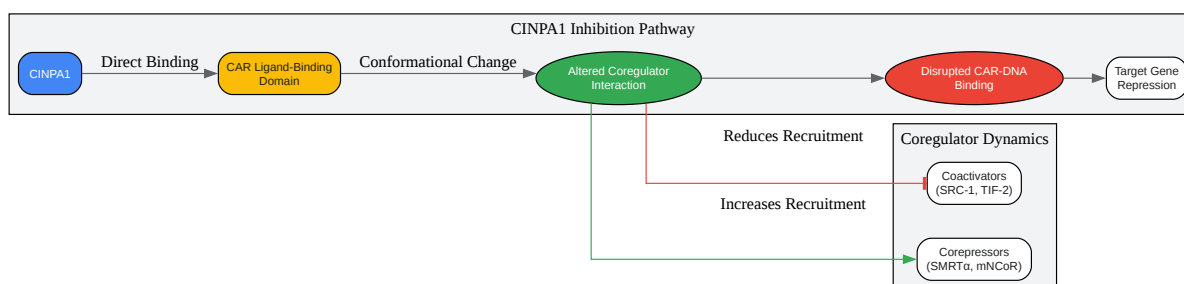 CINPA1 Inhibition Pathway
CINPA1
Direct Binding
CAR Ligand-Binding
Domain
Conformational Change
Altered Coregulator
Interaction
Disrupted CAR-DNA
Binding
Target Gene
Repression
Reduces Recruitment
Coregulator Dynamics
Coactivators
(SRC-1, TIF-2)
Increases Recruitment
Corepressors
(SMRTα, mNCoR)